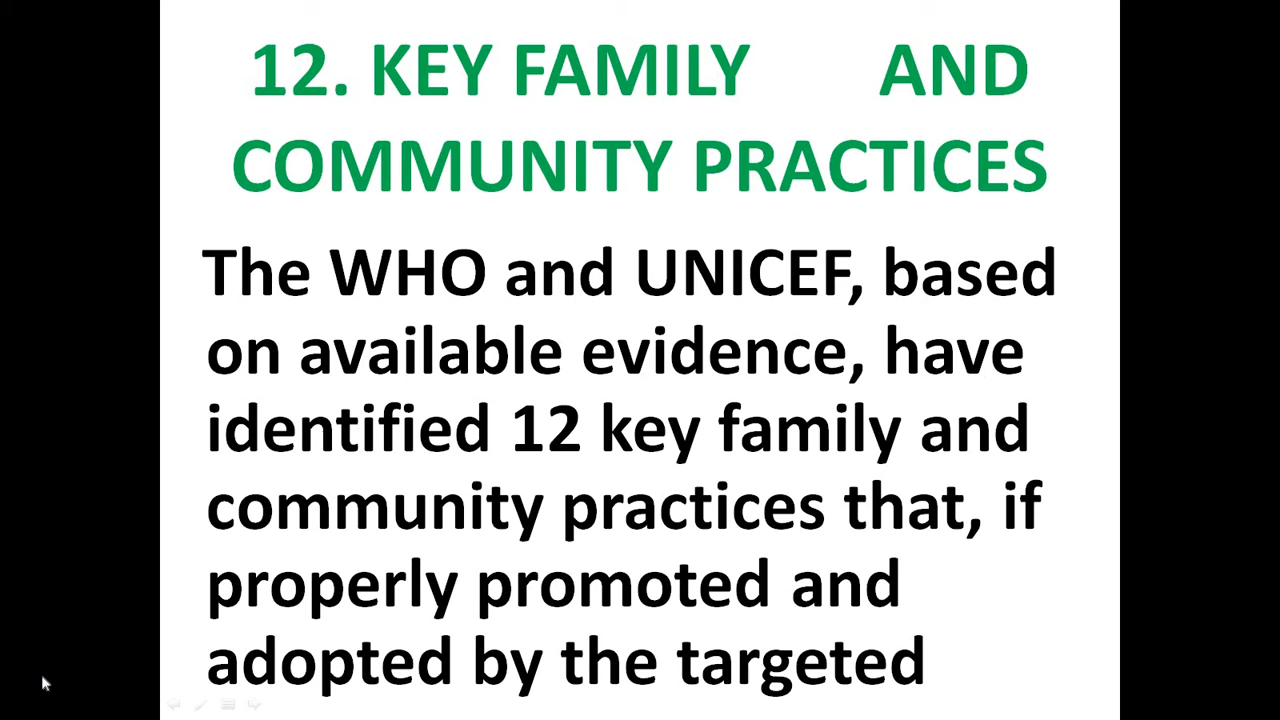 12. KEY FAMILY AND
COMMUNITY PRACTICES
The WHO and UNICEF, based
on available evidence, have
identified 12 key family and
community practices that, if
properly promoted and
adopted by the targeted